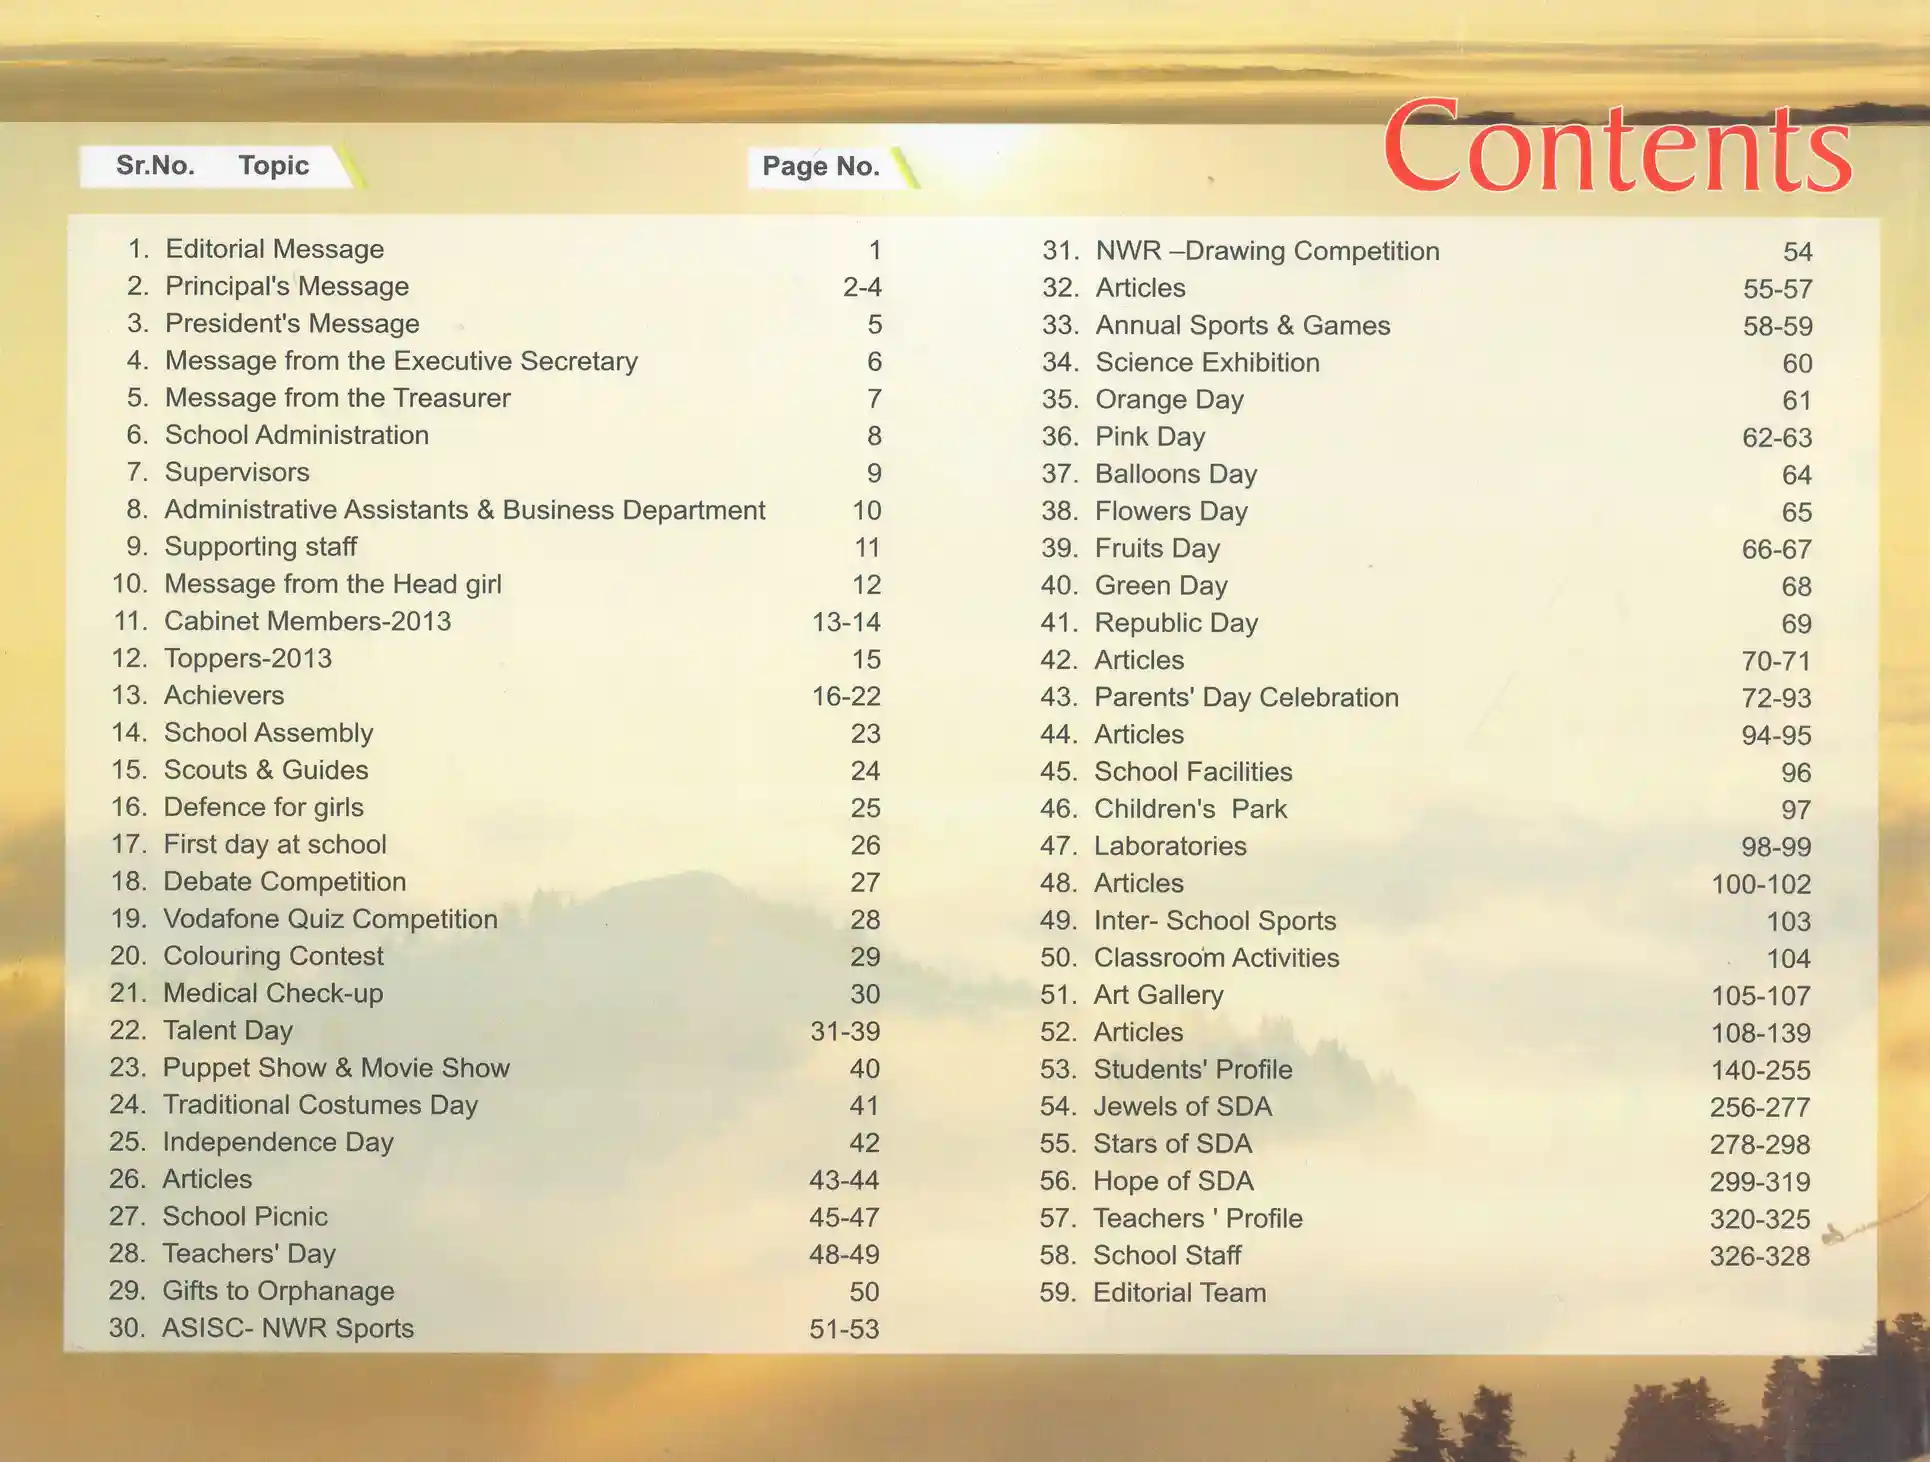 Contents
Sr.No. Topic Page No.
1. Editorial Message 1
2. Principal's Message 2-4
3. President's Message 5
4. Message from the Executive Secretary 6
5. Message from the Treasurer 7
6. School Administration 8
7. Supervisors 9
8. Administrative Assistants & Business Department 10
9. Supporting staff 11
10. Message from the Head girl 12
11. Cabinet Members-2013 13-14
12. Toppers-2013 15
13. Achievers 16-22
14. School Assembly 23
15. Scouts & Guides 24
16. Defence for girls 25
17. First day at school 26
18. Debate Competition 27
19. Vodafone Quiz Competition 28
20. Colouring Contest 29
21. Medical Check-up 30
22. Talent Day 31-39
23. Puppet Show & Movie Show 40
24. Traditional Costumes Day 41
25. Independence Day 42
26. Articles 43-44
27. School Picnic 45-47
28. Teachers' Day 48-49
29. Gifts to Orphanage 50
30. ASISC- NWR Sports 51-53
31. NWR –Drawing Competition 54
32. Articles 55-57
33. Annual Sports & Games 58-59
34. Science Exhibition 60
35. Orange Day 61
36. Pink Day 62-63
37. Balloons Day 64
38. Flowers Day 65
39. Fruits Day 66-67
40. Green Day 68
41. Republic Day 69
42. Articles 70-71
43. Parents' Day Celebration 72-93
44. Articles 94-95
45. School Facilities 96
46. Children's Park 97
47. Laboratories 98-99
48. Articles 100-102
49. Inter- School Sports 103
50. Classroom Activities 104
51. Art Gallery 105-107
52. Articles 108-139
53. Students' Profile 140-255
54. Jewels of SDA 256-277
55. Stars of SDA 278-298
56. Hope of SDA 299-319
57. Teachers ' Profile 320-325
58. School Staff 326-328
59. Editorial Team